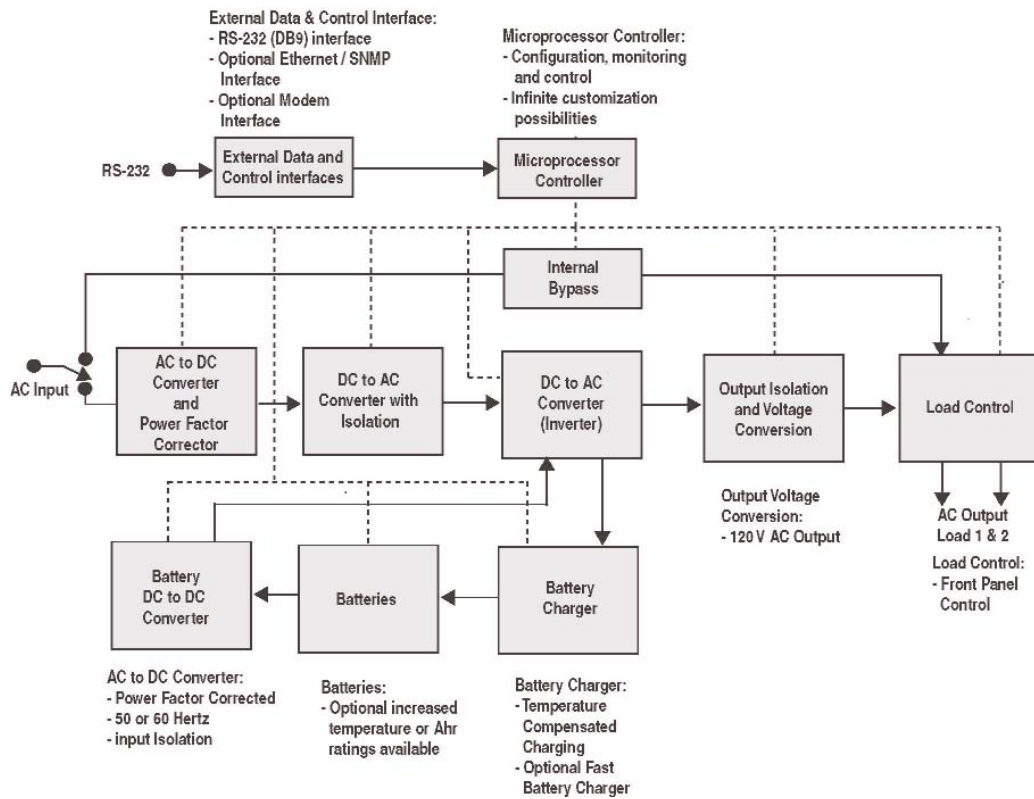 External Data & Control Interface:
- RS-232 (DB9) interface
- Optional Ethernet / SNMP
Interface
- Optional Modem
Interface
Microprocessor Controller:
- Configuration, monitoring
and control
- Infinite customization
possibilities
RS-232
External Data and
Control interfaces
Microprocessor
Controller
Internal
Bypass
AC Input
AC to DC
Converter
and
Power Factor
Corrector
DC to AC
Converter with
Isolation
DC to AC
Converter
(Inverter)
Output Isolation
and Voltage
Conversion
Load Control
Output Voltage
Conversion:
- 120 V AC Output
AC Output
Load 1 & 2
Load Control:
- Front Panel
Control
Battery
DC to DC
Converter
Batteries
Battery
Charger
AC to DC Converter:
- Power Factor Corrected
- 50 or 60 Hertz
- input Isolation
Batteries:
- Optional increased
temperature or Ahr
ratings available
Battery Charger:
- Temperature
Compensated
Charging
- Optional Fast
Battery Charger